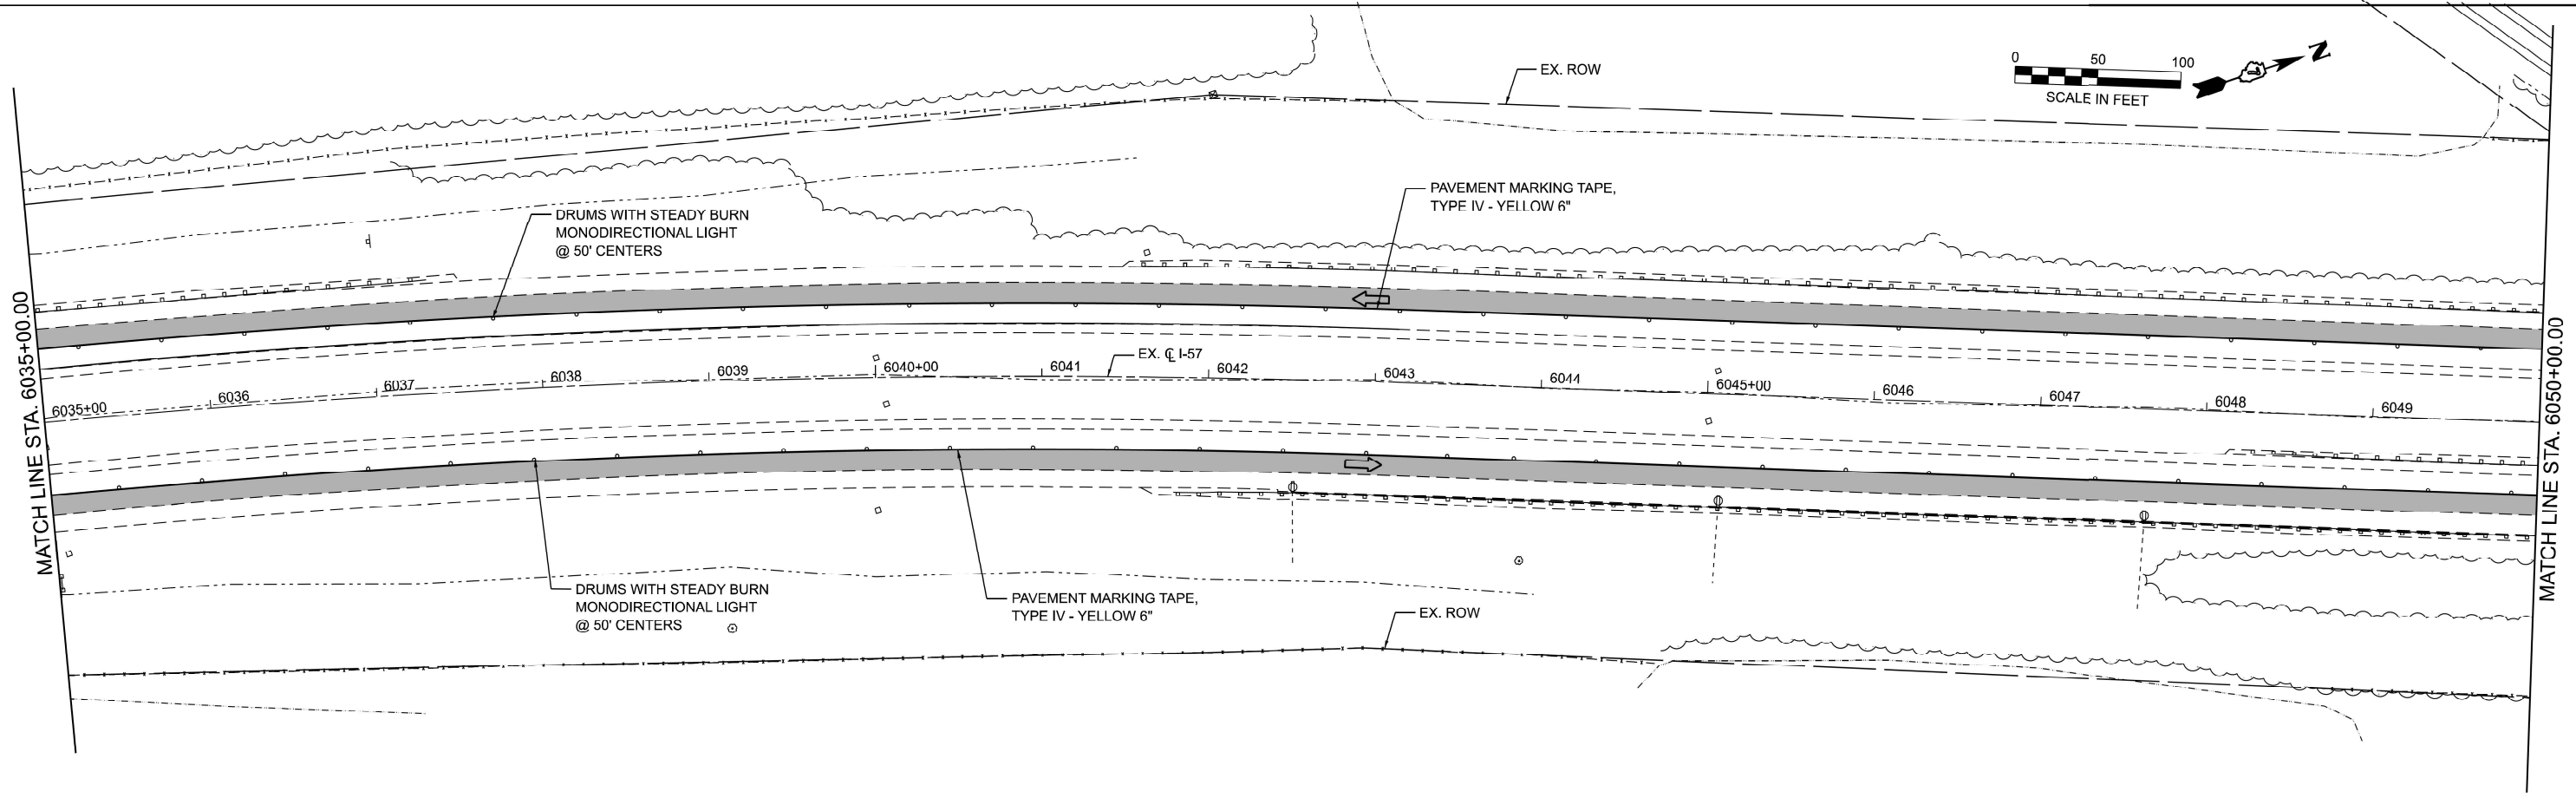 EX. ROW
0 50 100
SCALE IN FEET
N
PAVEMENT MARKING TAPE,
TYPE IV - YELLOW 6"
DRUMS WITH STEADY BURN
MONODIRECTIONAL LIGHT
@ 50' CENTERS
MATCH LINE STA. 6035+00.00
EX. ℄ I-57
6035+00 6036 6037 6038 6039 6040+00 6041 6042 6043 6044 6045+00 6046 6047 6048 6049
MATCH LINE STA. 6050+00.00
DRUMS WITH STEADY BURN
MONODIRECTIONAL LIGHT
@ 50' CENTERS
PAVEMENT MARKING TAPE,
TYPE IV - YELLOW 6"
EX. ROW